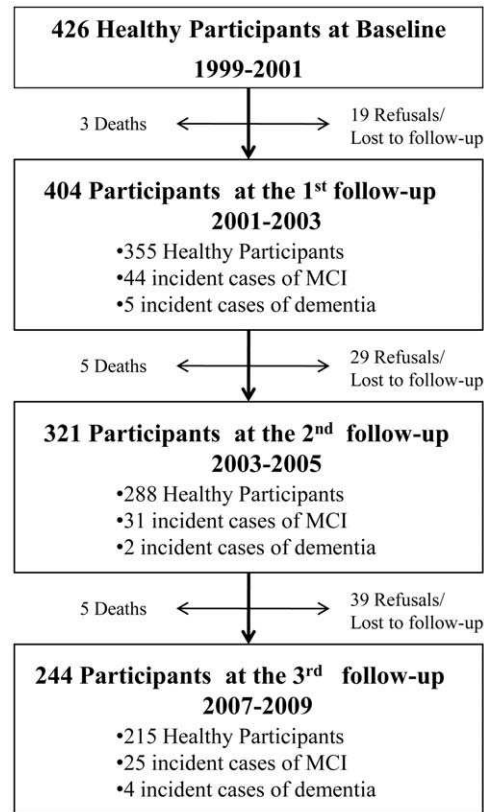 426 Healthy Participants at Baseline
1999-2001
3 Deaths
19 Refusals/
Lost to follow-up
404 Participants at the 1st follow-up
2001-2003
•355 Healthy Participants
•44 incident cases of MCI
•5 incident cases of dementia
5 Deaths
29 Refusals/
Lost to follow-up
321 Participants at the 2nd follow-up
2003-2005
•288 Healthy Participants
•31 incident cases of MCI
•2 incident cases of dementia
5 Deaths
39 Refusals/
Lost to follow-up
244 Participants at the 3rd follow-up
2007-2009
•215 Healthy Participants
•25 incident cases of MCI
•4 incident cases of dementia